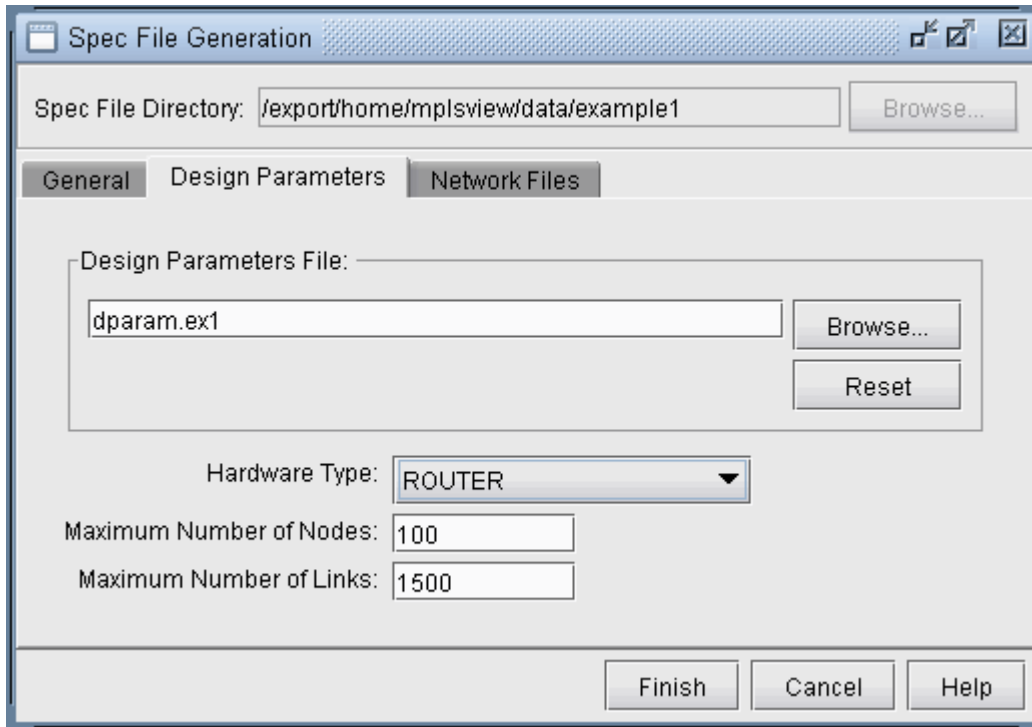 Spec File Generation
Spec File Directory: /export/home/mplsview/data/example1 Browse...
General Design Parameters Network Files
Design Parameters File:
dparam.ex1 Browse...
Reset
Hardware Type: ROUTER
Maximum Number of Nodes: 100
Maximum Number of Links: 1500
Finish Cancel Help